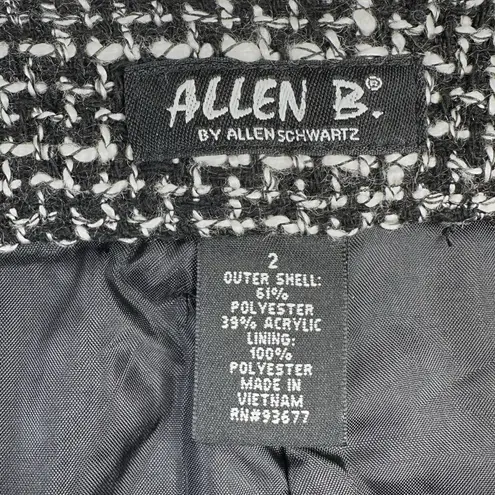 ALLEN B.®
BY ALLEN SCHWARTZ
2
OUTER SHELL:
61%
POLYESTER
39% ACRYLIC
LINING:
100%
POLYESTER
MADE IN
VIETNAM
RN#93677